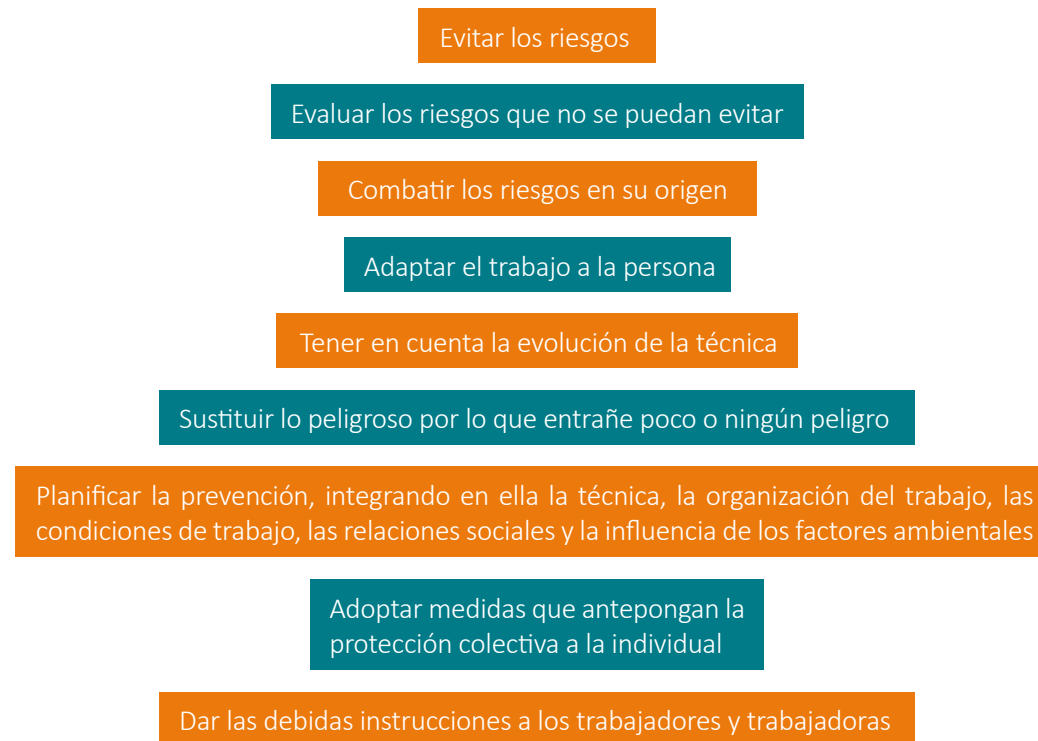 Evitar los riesgos
Evaluar los riesgos que no se puedan evitar
Combatir los riesgos en su origen
Adaptar el trabajo a la persona
Tener en cuenta la evolución de la técnica
Sustituir lo peligroso por lo que entrañe poco o ningún peligro
Planificar la prevención, integrando en ella la técnica, la organización del trabajo, las
condiciones de trabajo, las relaciones sociales y la influencia de los factores ambientales
Adoptar medidas que antepongan la
protección colectiva a la individual
Dar las debidas instrucciones a los trabajadores y trabajadoras